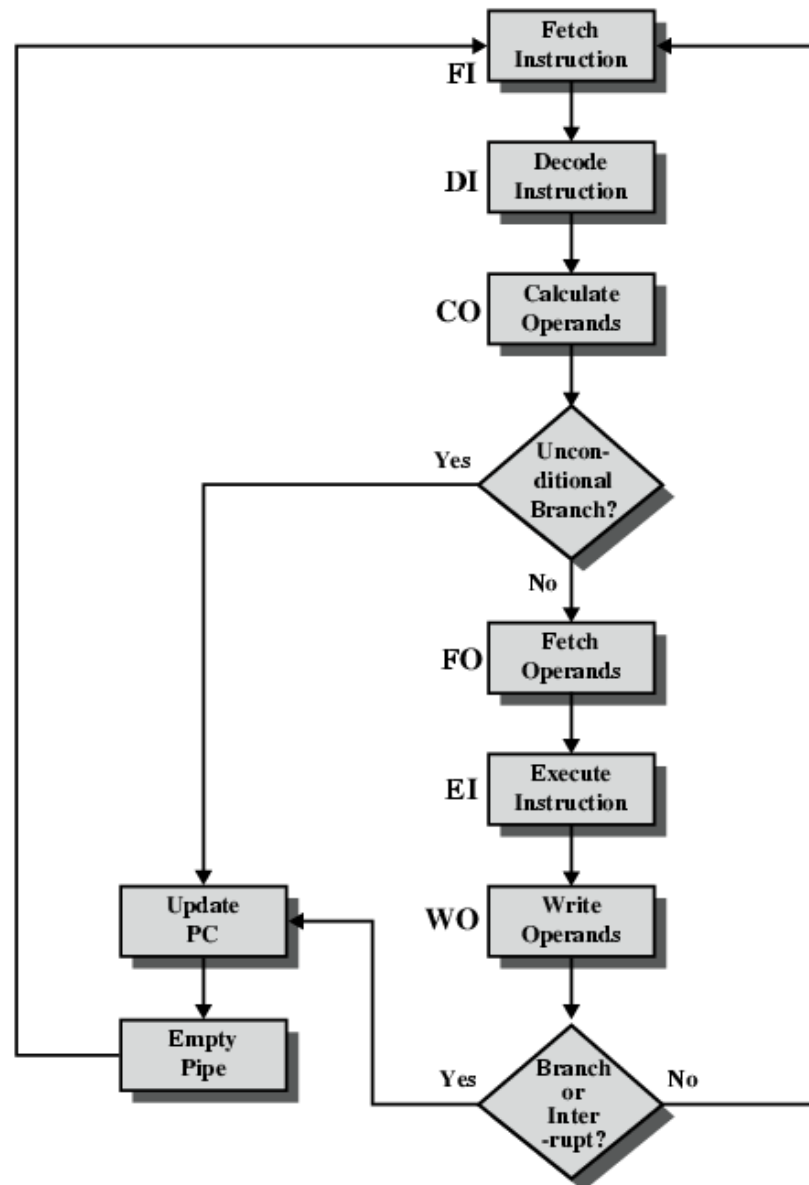 Fetch
Instruction
FI
Decode
Instruction
DI
Calculate
Operands
CO
Yes
Uncon-
ditional
Branch?
No
Fetch
Operands
FO
Execute
Instruction
EI
Update
PC
Write
Operands
WO
Empty
Pipe
Yes
Branch
or
Inter
-rupt?
No